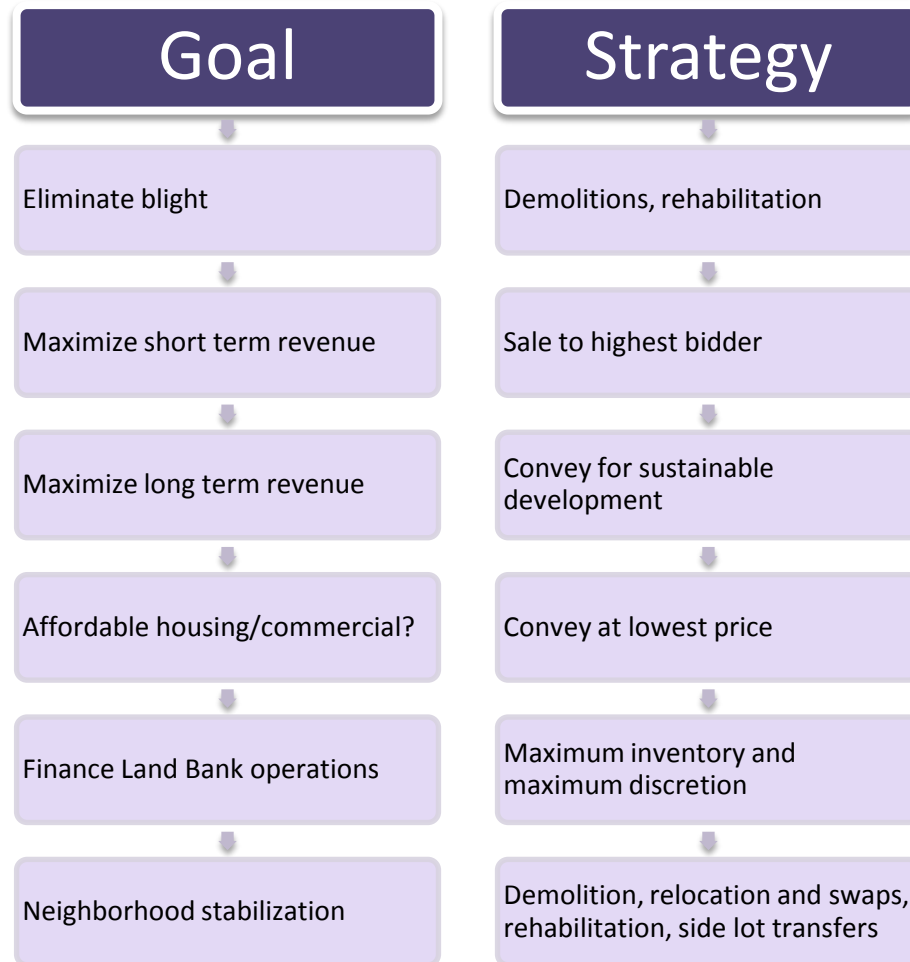 Goal
Eliminate blight
Maximize short term revenue
Maximize long term revenue
Affordable housing/commercial?
Finance Land Bank operations
Neighborhood stabilization
Strategy
Demolitions, rehabilitation
Sale to highest bidder
Convey for sustainable
development
Convey at lowest price
Maximum inventory and
maximum discretion
Demolition, relocation and swaps,
rehabilitation, side lot transfers